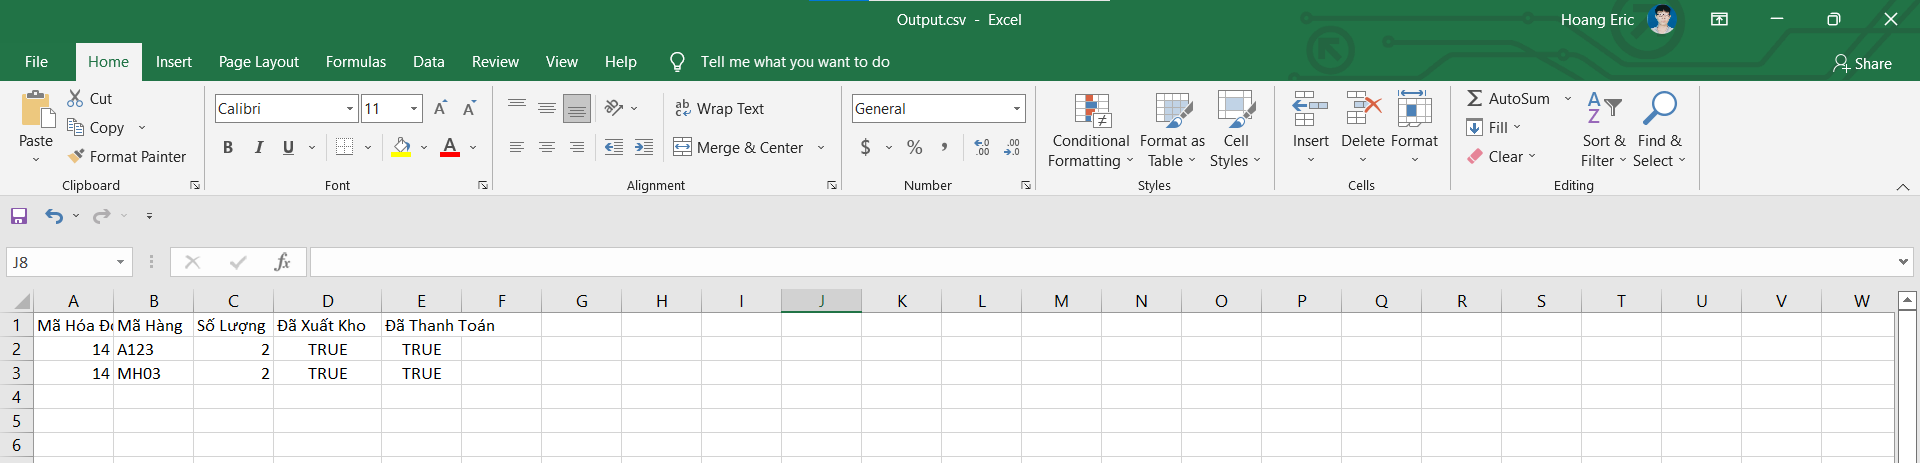 Output.csv - Excel
Hoang Eric
File Home Insert Page Layout Formulas Data Review View Help Tell me what you want to do
Share
Paste
Cut
Copy
Format Painter
Clipboard
Calibri 11
B I U
Font
Wrap Text
Merge & Center
Alignment
General
$ % ,
Number
Conditional Formatting
Format as Table
Cell Styles
Styles
Insert
Delete
Format
Cells
AutoSum
Fill
Clear
Sort & Filter
Find & Select
Editing
J8
fx
A B C D E F G H I J K L M N O P Q R S T U V W
1 Mã Hóa Đơ Mã Hàng Số Lượng Đã Xuất Kho Đã Thanh Toán
2 14 A123 2 TRUE TRUE
3 14 MH03 2 TRUE TRUE
4
5
6